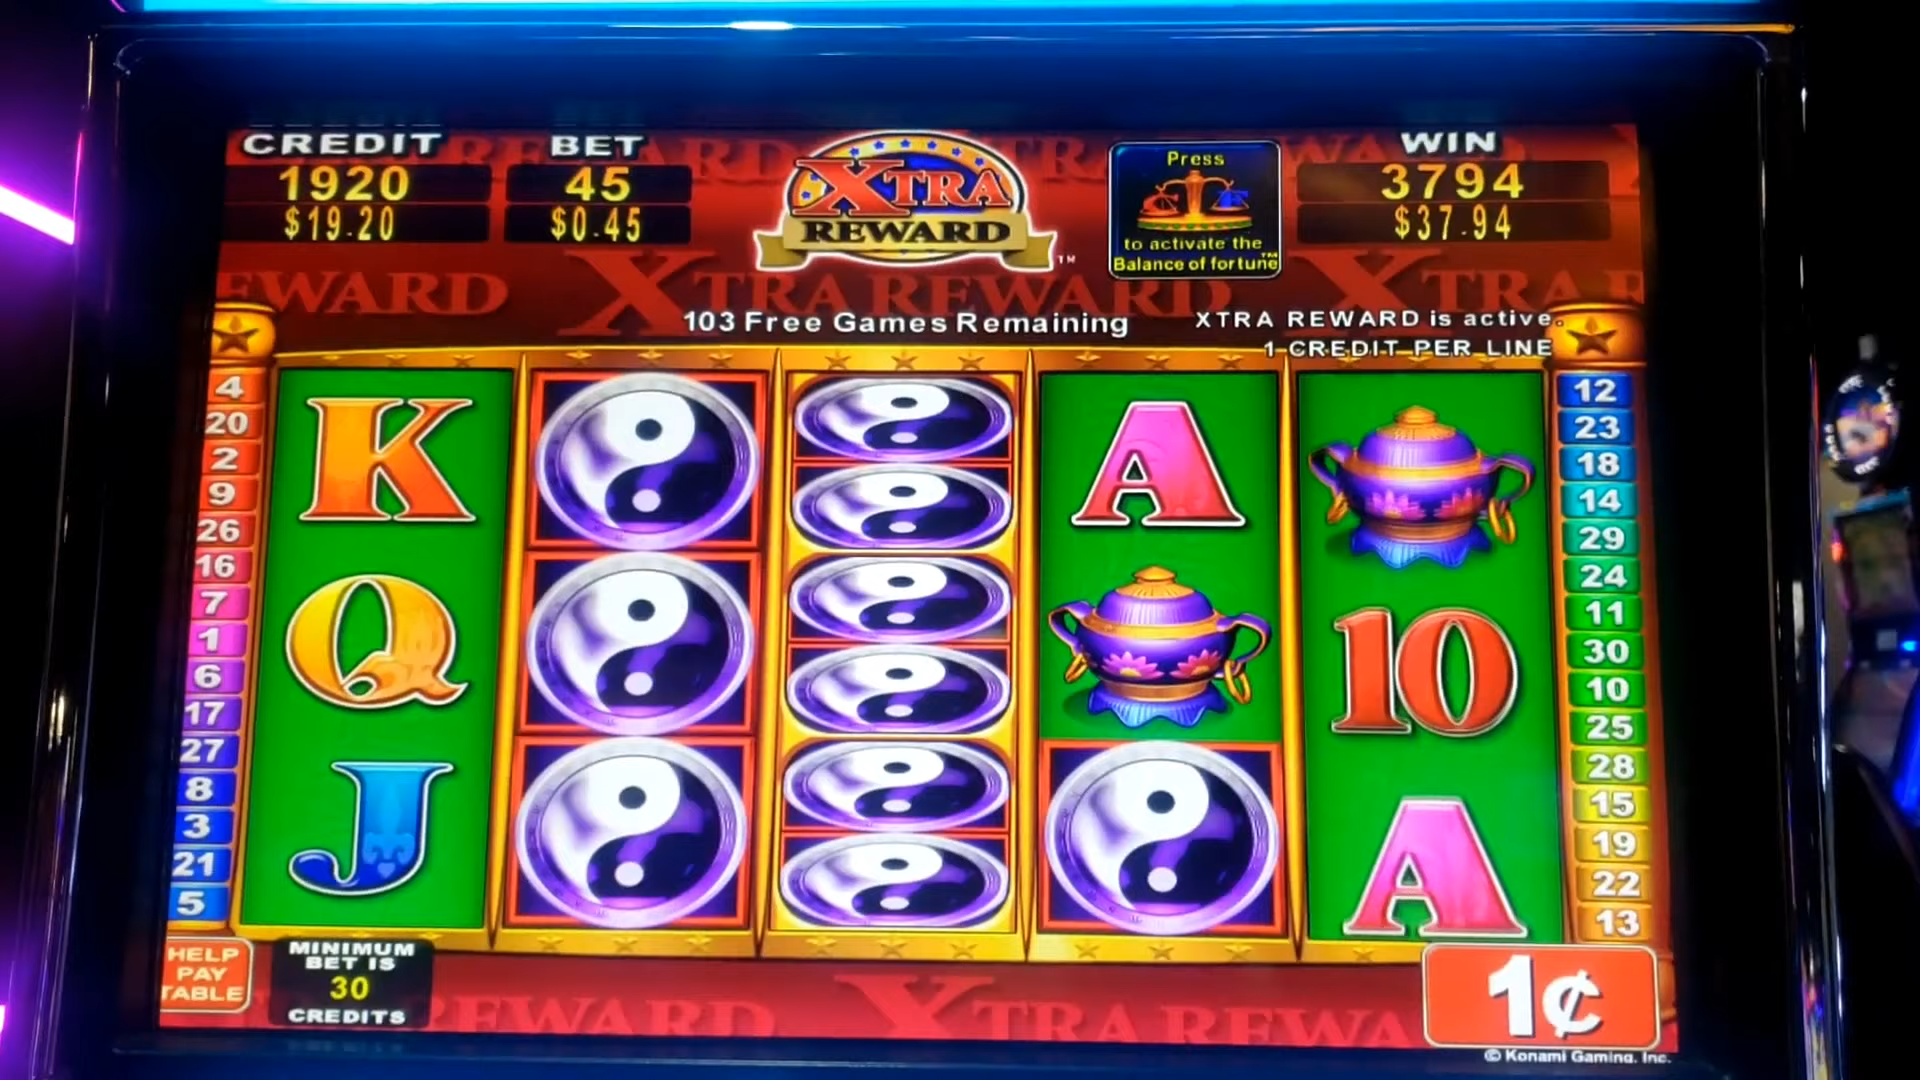 CREDIT
1920
$19.20
BET
45
$0.45
XTRA
REWARD
TM
Press
to activate the
Balance of fortune™
WIN
3794
$37.94
103 Free Games Remaining
XTRA REWARD is active.
1 CREDIT PER LINE
4
20
2
9
26
16
7
1
6
17
27
8
3
21
5
K
Q
J
A
10
A
12
23
18
14
29
24
11
30
10
25
28
15
19
22
13
HELP
PAY
TABLE
MINIMUM
BET IS
30
CREDITS
1¢
© Konami Gaming, Inc.